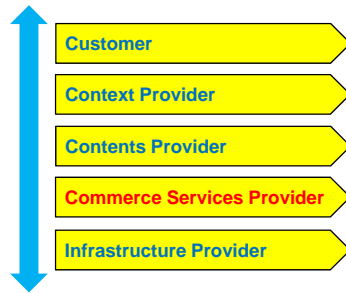 Customer
Context Provider
Contents Provider
Commerce Services Provider
Infrastructure Provider